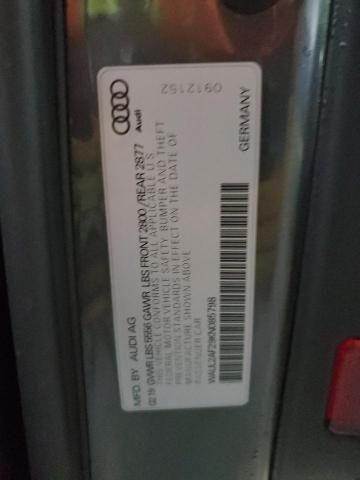 MFD. BY AUDI AG
02.19 GVWR LBS 5556 GAWR LBS FRONT 2800 / REAR 2877
THIS VEHICLE CONFORMS TO ALL APPLICABLE U S
FEDERAL MOTOR VEHICLE SAFETY, BUMPER AND THEFT
PREVENTION STANDARDS IN EFFECT ON THE DATE OF
MANUFACTURE SHOWN ABOVE
PASSENGER CAR
WAUL2AF29KN085798
GERMANY
Audi
0912152